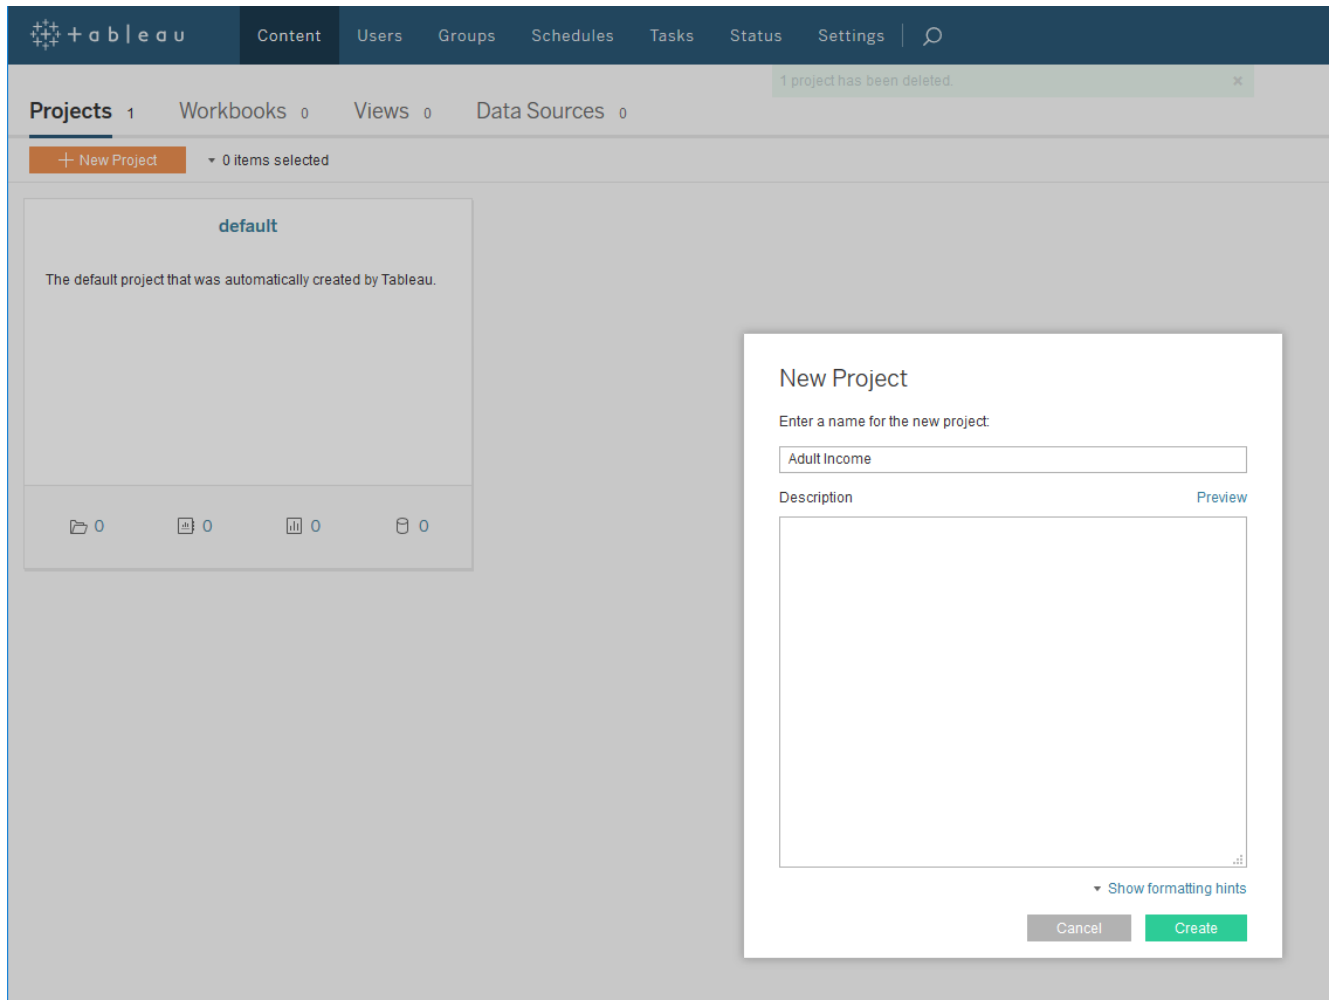 +ableau Content Users Groups Schedules Tasks Status Settings
1 project has been deleted.
Projects 1 Workbooks 0 Views 0 Data Sources 0
New Project 0 items selected
default
The default project that was automatically created by Tableau.
0 0 0 0
New Project
Enter a name for the new project:
Adult Income
Description Preview
Show formatting hints
Cancel Create